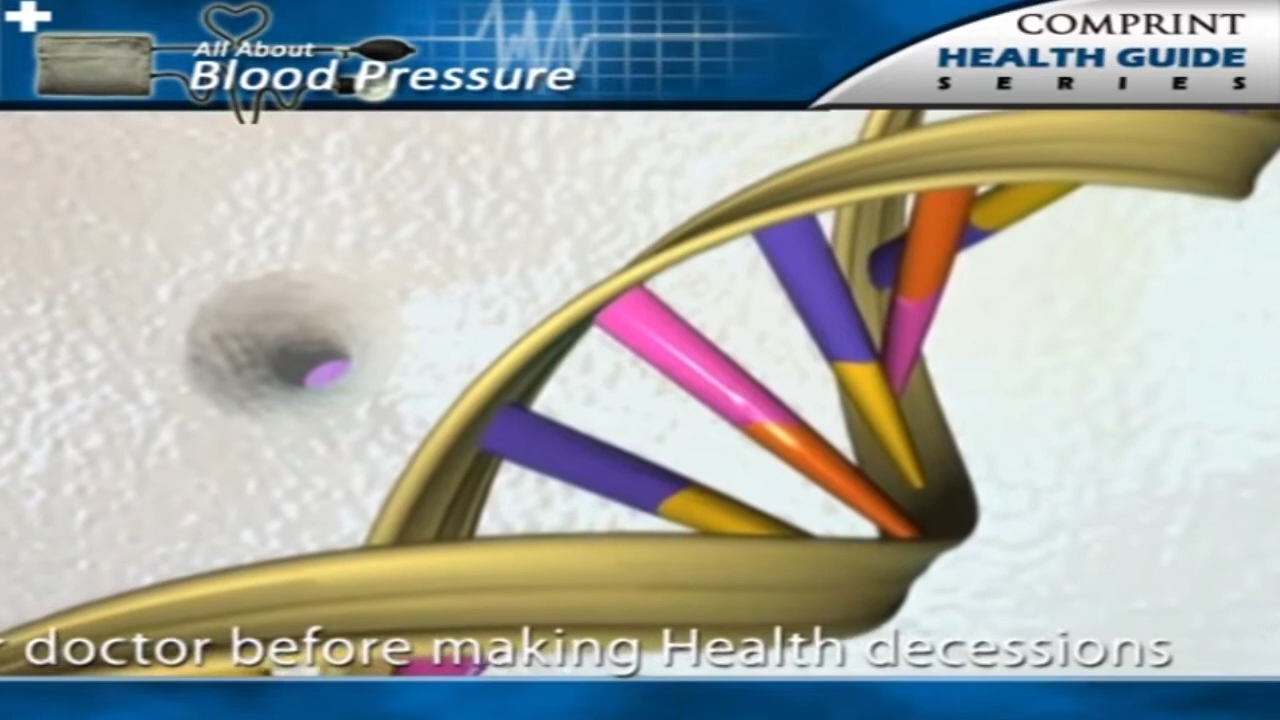 All About
Blood Pressure
COMPRINT
HEALTH GUIDE
SERIES
doctor before making Health decessions